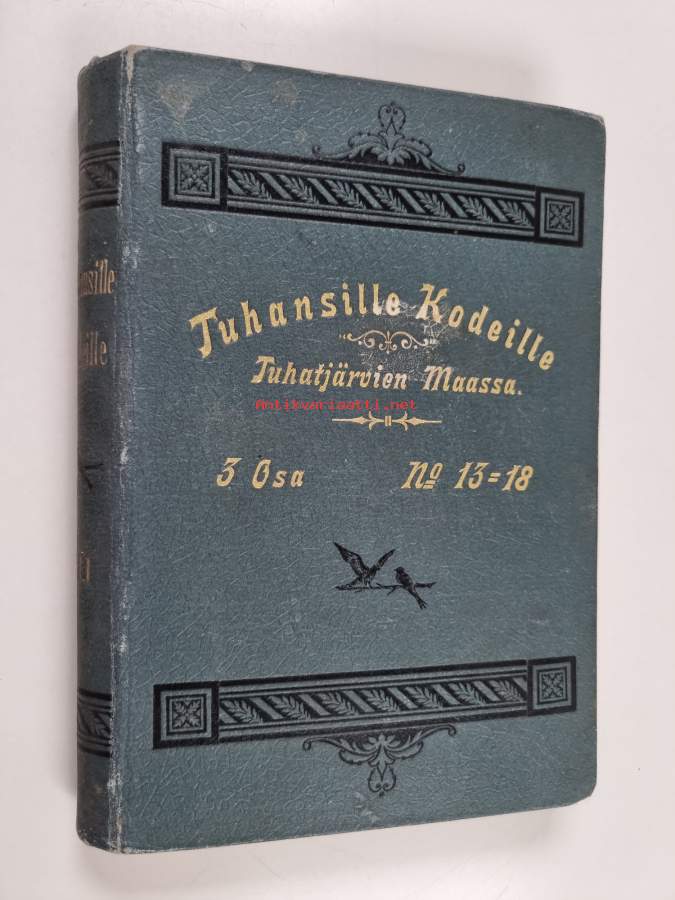 Tuhansille Kodeille
Tuhatjärvien Maassa.
Antikvariaatti.net
3 Osa No 13=18